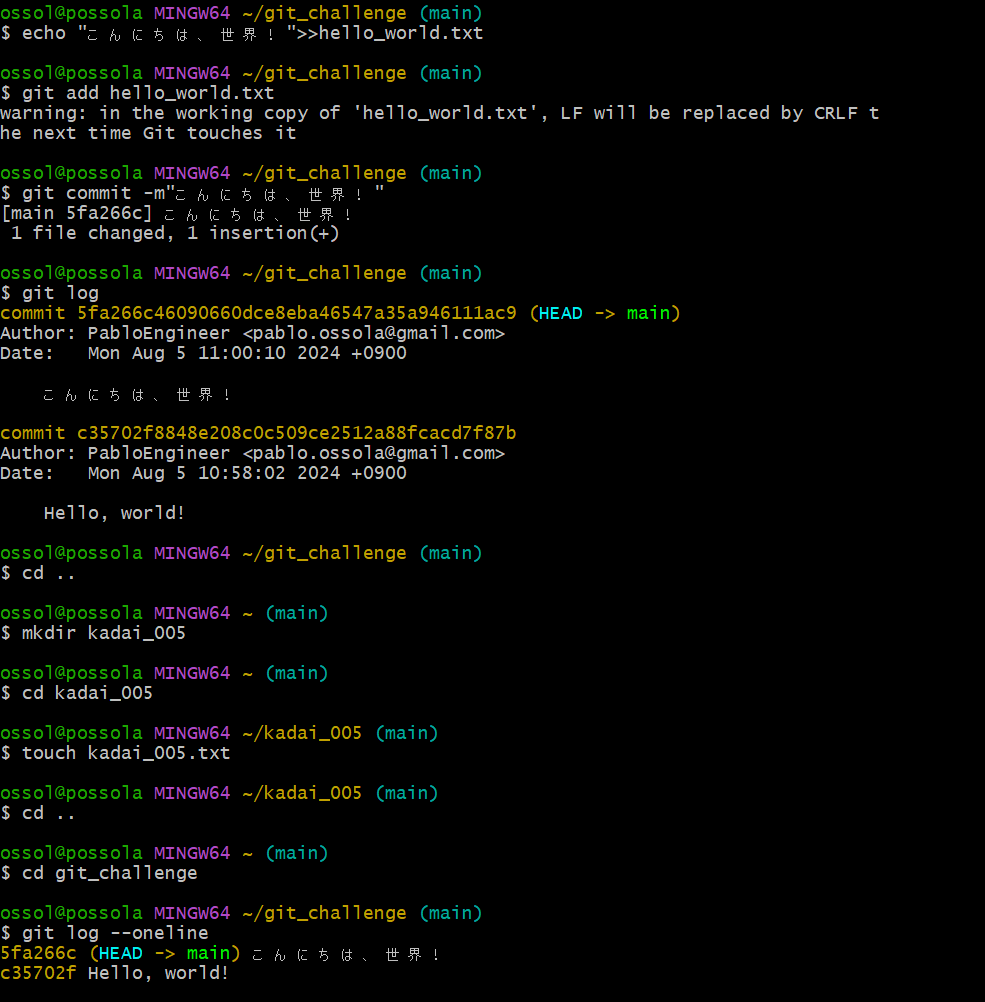 ossol@possola MINGW64 ~/git_challenge (main)
$ echo "こんにちは、世界！">>hello_world.txt
ossol@possola MINGW64 ~/git_challenge (main)
$ git add hello_world.txt
warning: in the working copy of 'hello_world.txt', LF will be replaced by CRLF t
he next time Git touches it
ossol@possola MINGW64 ~/git_challenge (main)
$ git commit -m"こんにちは、世界！"
[main 5fa266c] こんにちは、世界！
 1 file changed, 1 insertion(+)
ossol@possola MINGW64 ~/git_challenge (main)
$ git log
commit 5fa266c46090660dce8eba46547a35a946111ac9 (HEAD -> main)
Author: PabloEngineer <pablo.ossola@gmail.com>
Date:   Mon Aug 5 11:00:10 2024 +0900
    こんにちは、世界！
commit c35702f8848e208c0c509ce2512a88fcacd7f87b
Author: PabloEngineer <pablo.ossola@gmail.com>
Date:   Mon Aug 5 10:58:02 2024 +0900
    Hello, world!
ossol@possola MINGW64 ~/git_challenge (main)
$ cd ..
ossol@possola MINGW64 ~ (main)
$ mkdir kadai_005
ossol@possola MINGW64 ~ (main)
$ cd kadai_005
ossol@possola MINGW64 ~/kadai_005 (main)
$ touch kadai_005.txt
ossol@possola MINGW64 ~/kadai_005 (main)
$ cd ..
ossol@possola MINGW64 ~ (main)
$ cd git_challenge
ossol@possola MINGW64 ~/git_challenge (main)
$ git log --oneline
5fa266c (HEAD -> main) こんにちは、世界！
c35702f Hello, world!